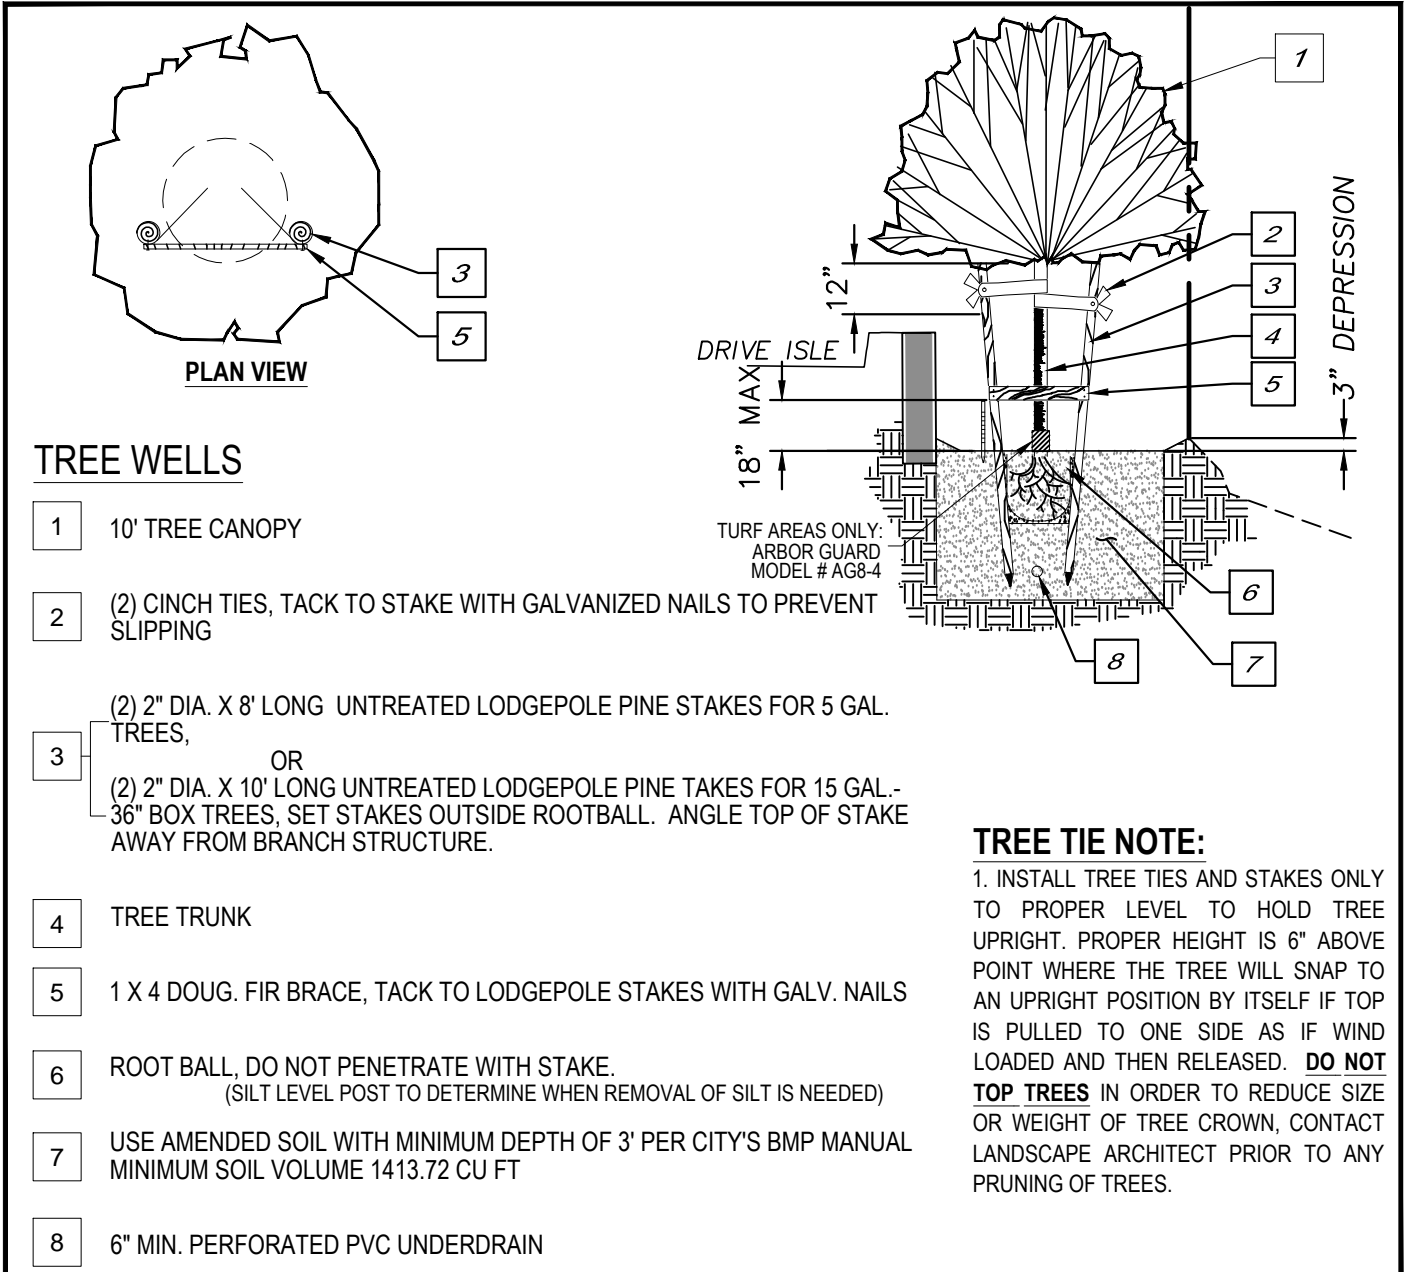 1
2
3
4
5
3
5
PLAN VIEW
12"
DRIVE ISLE
18" MAX
3" DEPRESSION
TURF AREAS ONLY:
ARBOR GUARD
MODEL # AG8-4
6
7
8
TREE WELLS
1 10' TREE CANOPY
2 (2) CINCH TIES, TACK TO STAKE WITH GALVANIZED NAILS TO PREVENT
SLIPPING
3 (2) 2" DIA. X 8' LONG UNTREATED LODGEPOLE PINE STAKES FOR 5 GAL.
TREES,
OR
(2) 2" DIA. X 10' LONG UNTREATED LODGEPOLE PINE TAKES FOR 15 GAL.-
36" BOX TREES, SET STAKES OUTSIDE ROOTBALL. ANGLE TOP OF STAKE
AWAY FROM BRANCH STRUCTURE.
4 TREE TRUNK
5 1 X 4 DOUG. FIR BRACE, TACK TO LODGEPOLE STAKES WITH GALV. NAILS
6 ROOT BALL, DO NOT PENETRATE WITH STAKE.
(SILT LEVEL POST TO DETERMINE WHEN REMOVAL OF SILT IS NEEDED)
7 USE AMENDED SOIL WITH MINIMUM DEPTH OF 3' PER CITY'S BMP MANUAL
MINIMUM SOIL VOLUME 1413.72 CU FT
8 6" MIN. PERFORATED PVC UNDERDRAIN
TREE TIE NOTE:
1. INSTALL TREE TIES AND STAKES ONLY
TO PROPER LEVEL TO HOLD TREE
UPRIGHT. PROPER HEIGHT IS 6" ABOVE
POINT WHERE THE TREE WILL SNAP TO
AN UPRIGHT POSITION BY ITSELF IF TOP
IS PULLED TO ONE SIDE AS IF WIND
LOADED AND THEN RELEASED. DO NOT
TOP TREES IN ORDER TO REDUCE SIZE
OR WEIGHT OF TREE CROWN, CONTACT
LANDSCAPE ARCHITECT PRIOR TO ANY
PRUNING OF TREES.